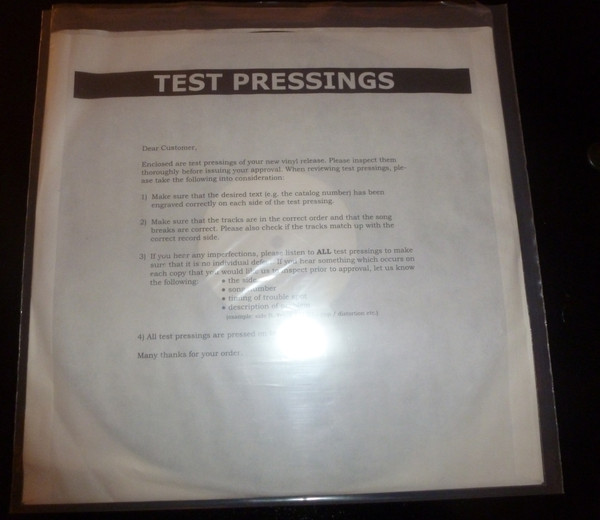 TEST PRESSINGS
Dear Customer,
Enclosed are test pressings of your new vinyl release. Please inspect them
thoroughly before issuing your approval. When reviewing test pressings, ple-
ase take the following into consideration:
1) Make sure that the desired text (e.g. the catalog number) has been
engraved correctly on each side of the test pressing.
2) Make sure that the tracks are in the correct order and that the song
breaks are correct. Please also check if the tracks match up with the
correct record side.
3) If you hear any imperfections, please listen to ALL test pressings to make
sure that it is no individual defect. If you hear something which occurs on
each copy that you would like us to inspect prior to approval, let us know
the following: • the side
• song number
• timing of trouble spot
• description of
(example: side / distortion etc.)
4) All test pressings are pressed on
Many thanks for your order.